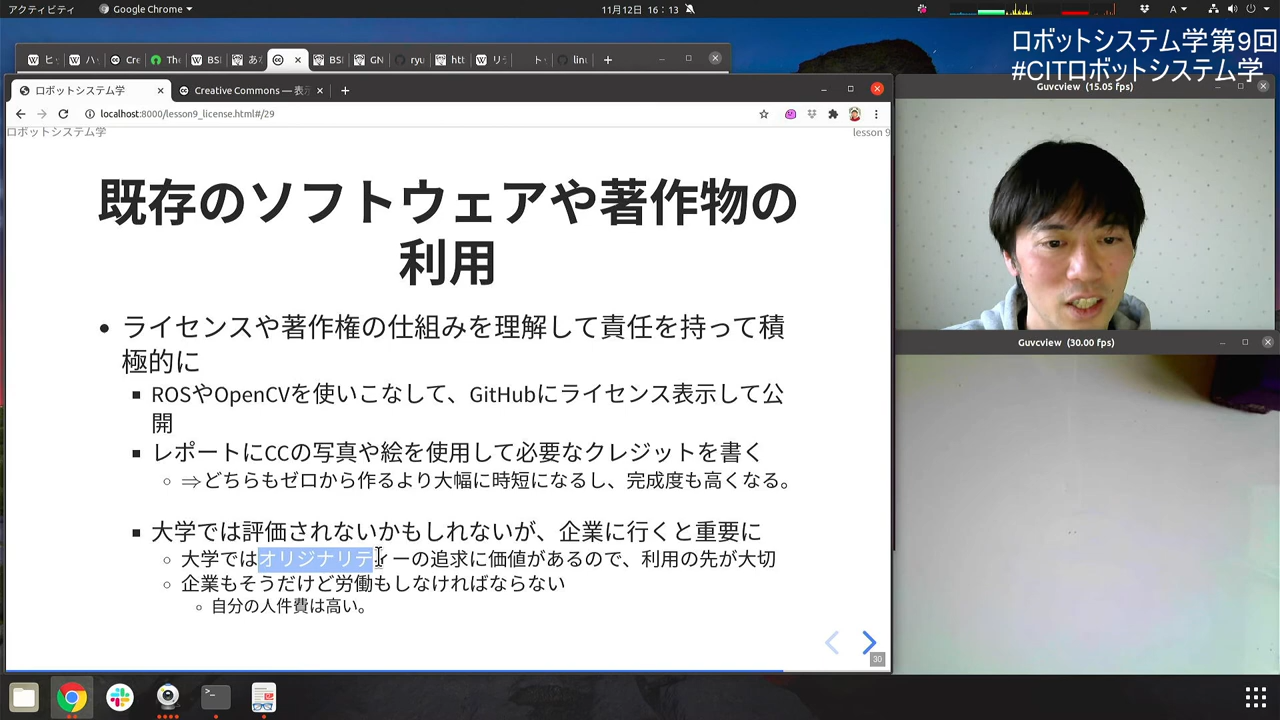 アクティビティ
Google Chrome
11月12日 16:13
A
ロボットシステム学第9回
#CITロボットシステム学
ヒ
ハ
Cre
The
BS
あ
BS
GN
ryu
htt
リ
ト
linu
ロボットシステム学
Creative Commons — 表示
localhost:8000/lesson9_license.html#/29
Guvcview (15.05 fps)
ロボットシステム学
lesson 9
既存のソフトウェアや著作物の
利用
ライセンスや著作権の仕組みを理解して責任を持って積
極的に
ROSやOpenCVを使いこなして、GitHubにライセンス表示して公
開
レポートにCCの写真や絵を使用して必要なクレジットを書く
⇒どちらもゼロから作るより大幅に時短になるし、完成度も高くなる。
大学では評価されないかもしれないが、企業に行くと重要に
大学ではオリジナリティーの追求に価値があるので、利用の先が大切
企業もそうだけど労働もしなければならない
自分の人件費は高い。
30
Guvcview (30.00 fps)